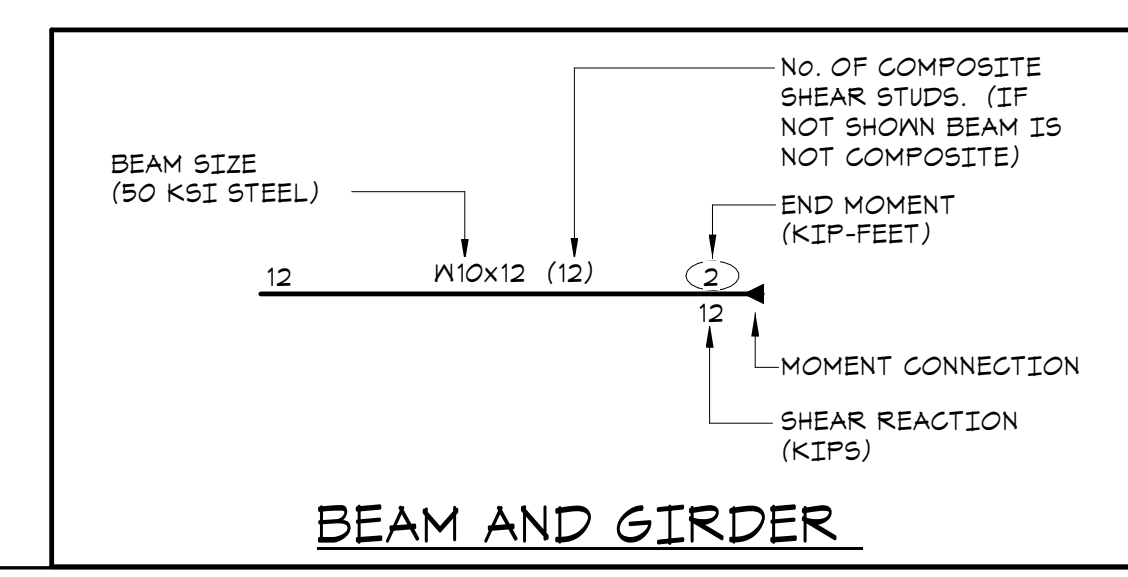 No. OF COMPOSITE
SHEAR STUDS. (IF
NOT SHOWN BEAM IS
NOT COMPOSITE)
BEAM SIZE
(50 KSI STEEL)
END MOMENT
(KIP-FEET)
12 W10x12 (12) 2
12
MOMENT CONNECTION
SHEAR REACTION
(KIPS)
BEAM AND GIRDER